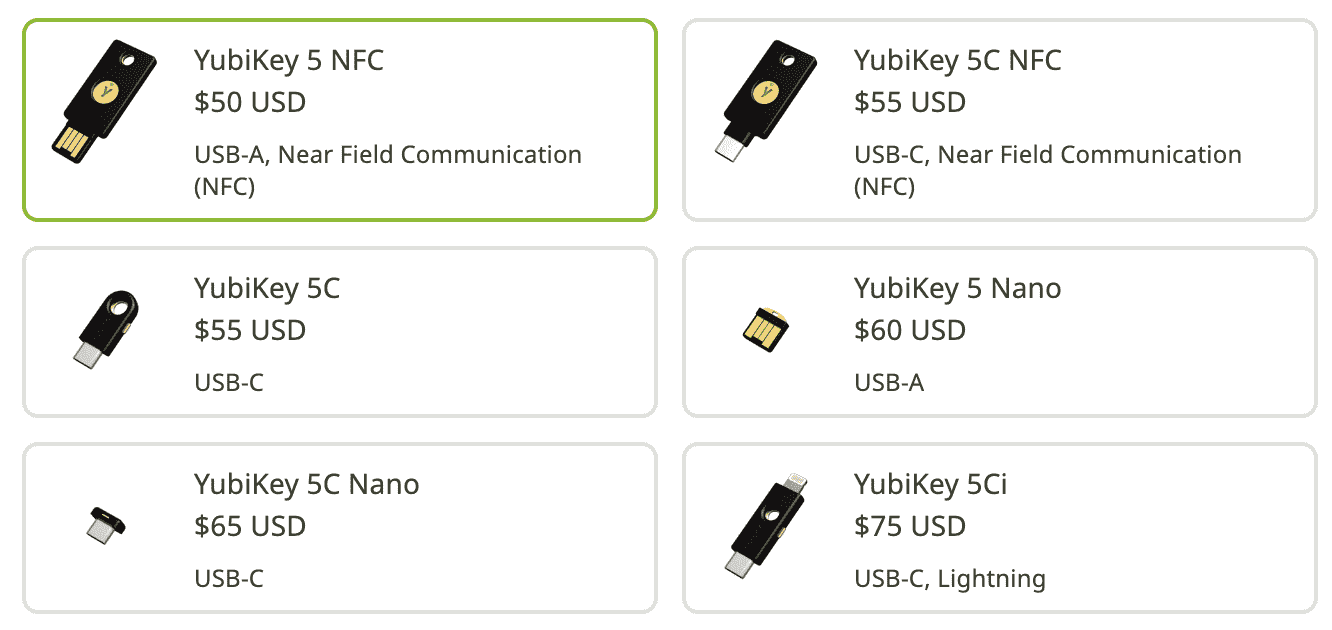 YubiKey 5 NFC
$50 USD
USB-A, Near Field Communication
(NFC)
YubiKey 5C NFC
$55 USD
USB-C, Near Field Communication
(NFC)
YubiKey 5C
$55 USD
USB-C
YubiKey 5 Nano
$60 USD
USB-A
YubiKey 5C Nano
$65 USD
USB-C
YubiKey 5Ci
$75 USD
USB-C, Lightning